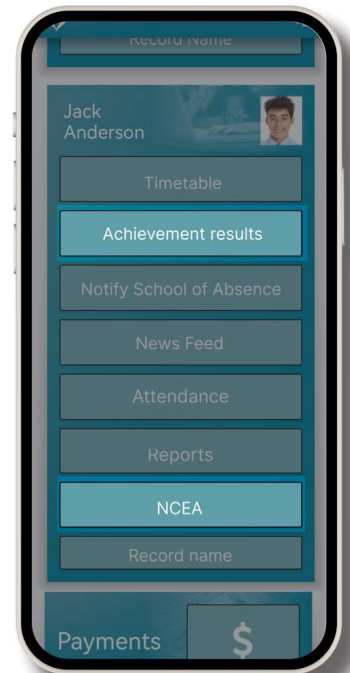 Record Name
Jack
Anderson
Timetable
Achievement results
Notify School of Absence
News Feed
Attendance
Reports
NCEA
Record name
Payments
$